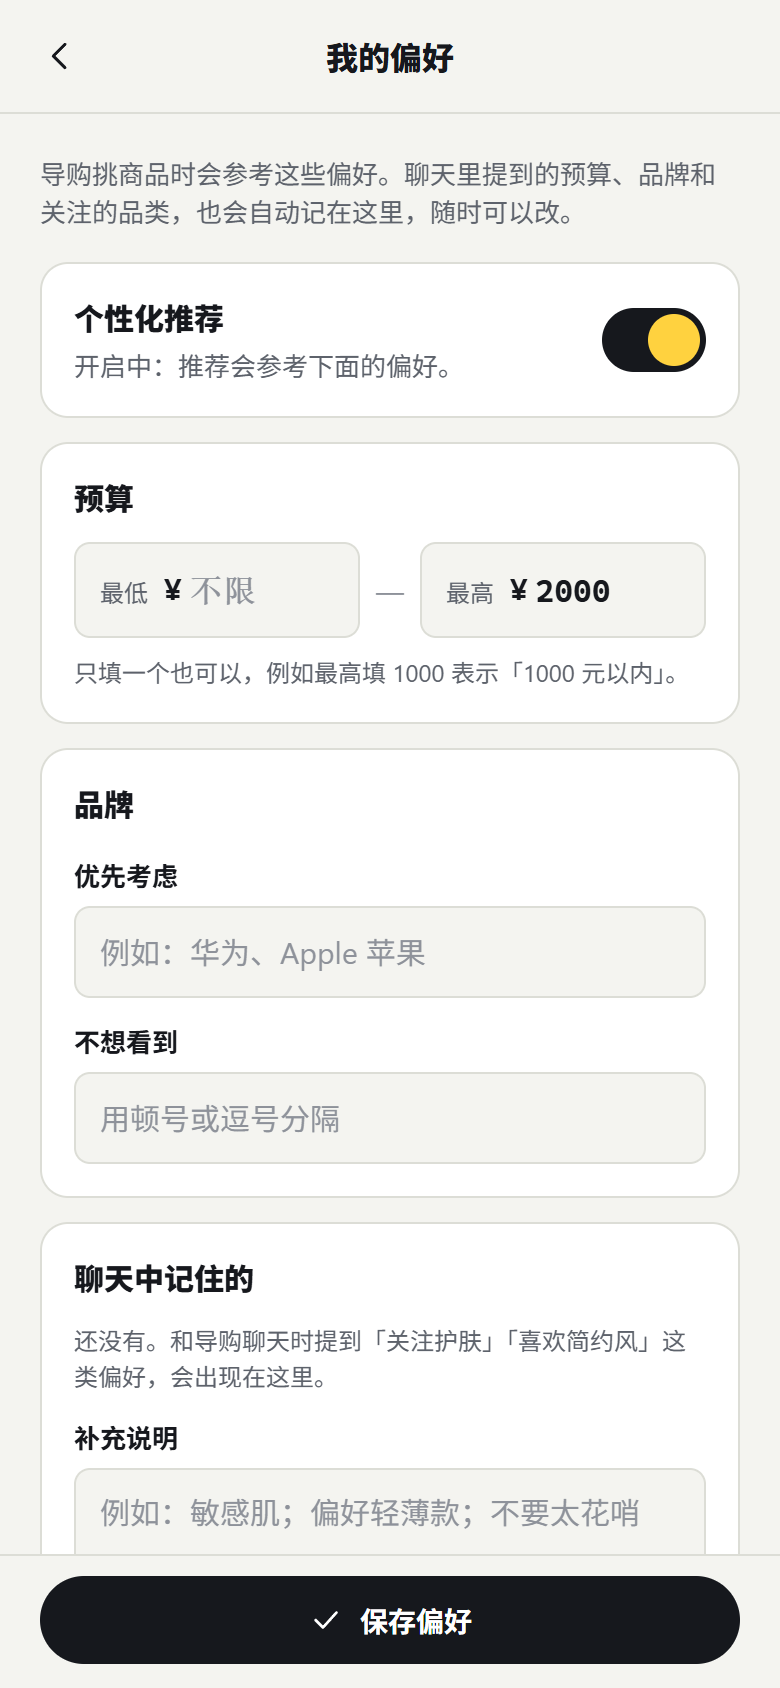 我的偏好
导购挑商品时会参考这些偏好。聊天里提到的预算、品牌和
关注的品类，也会自动记在这里，随时可以改。
个性化推荐
开启中：推荐会参考下面的偏好。
预算
最低 ¥ 不限 — 最高 ¥ 2000
只填一个也可以，例如最高填 1000 表示「1000 元以内」。
品牌
优先考虑
例如：华为、Apple 苹果
不想看到
用顿号或逗号分隔
聊天中记住的
还没有。和导购聊天时提到「关注护肤」「喜欢简约风」这
类偏好，会出现在这里。
补充说明
例如：敏感肌；偏好轻薄款；不要太花哨
保存偏好